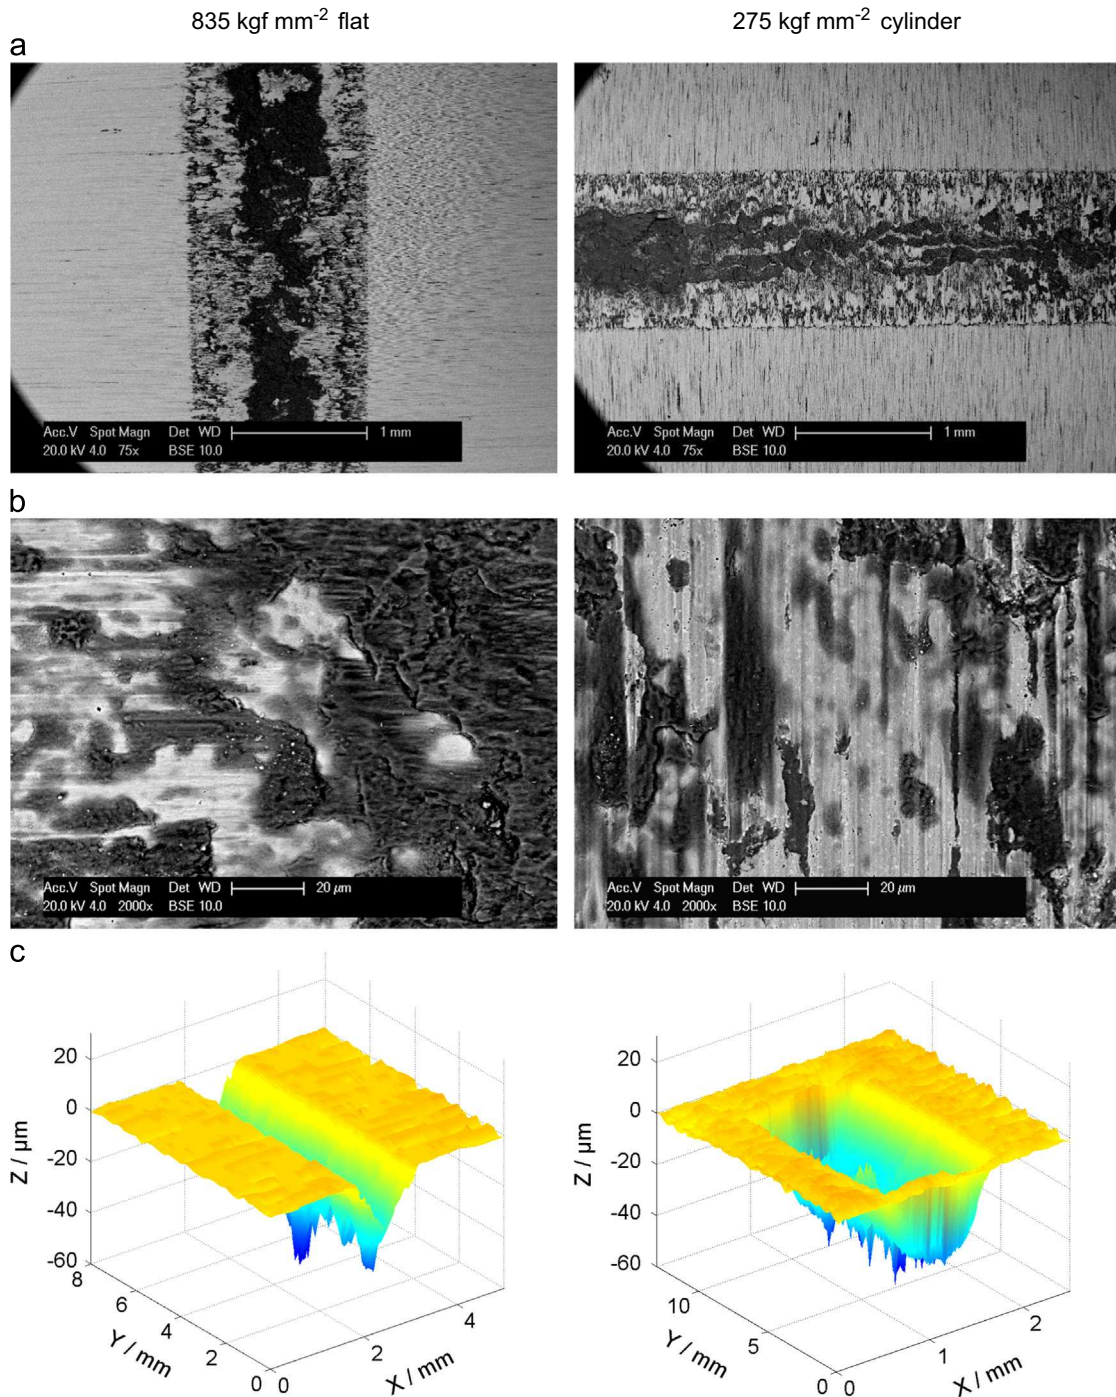 835 kgf mm-2 flat
275 kgf mm-2 cylinder
a
Acc.V Spot Magn Det WD 1 mm
20.0 kV 4.0 75x BSE 10.0
Acc.V Spot Magn Det WD 1 mm
20.0 kV 4.0 75x BSE 10.0
b
Acc.V Spot Magn Det WD 20 µm
20.0 kV 4.0 2000x BSE 10.0
Acc.V Spot Magn Det WD 20 µm
20.0 kV 4.0 2000x BSE 10.0
c
20
0
-20
-40
-60
Z / µm
8
6
4
2
0
Y / mm
0
2
4
X / mm
20
0
-20
-40
-60
Z / µm
10
5
0
Y / mm
0
1
2
X / mm